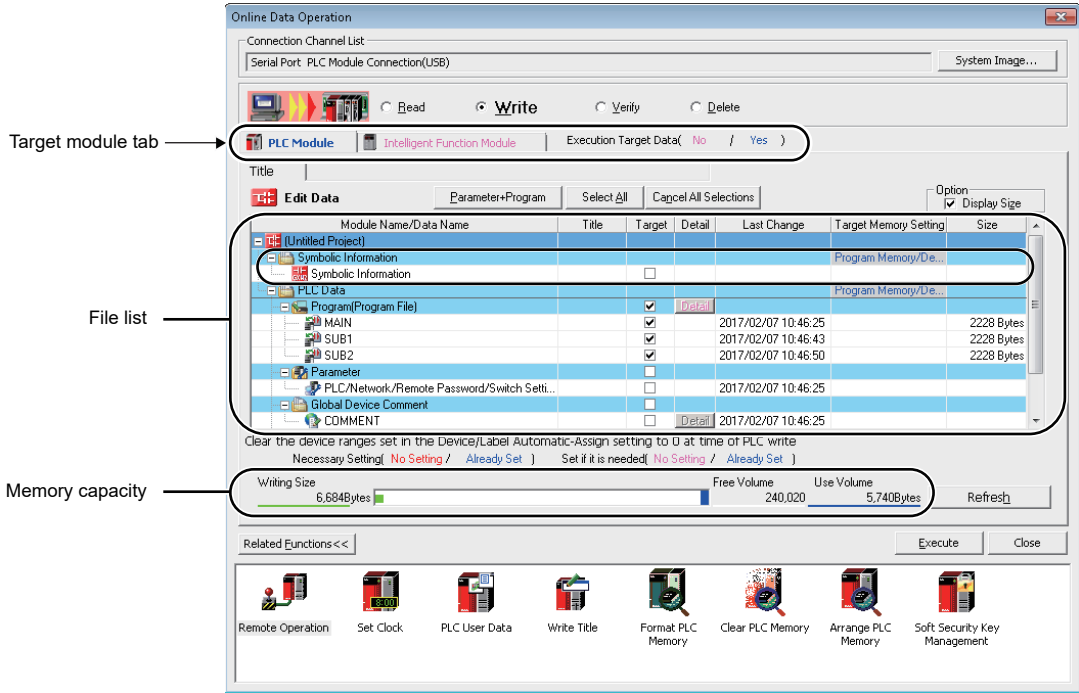 Online Data Operation
Connection Channel List
Serial Port PLC Module Connection(USB)
System Image...
Read
Write
Verify
Delete
Target module tab
PLC Module
Intelligent Function Module
Execution Target Data( No / Yes )
Title
Edit Data
Parameter+Program
Select All
Cancel All Selections
Option
Display Size
Module Name/Data Name Title Target Detail Last Change Target Memory Setting Size
(Untitled Project)
Symbolic Information Program Memory/De...
Symbolic Information
PLC Data Program Memory/De...
Program(Program File) Detail
File list
MAIN 2017/02/07 10:46:25 2228 Bytes
SUB1 2017/02/07 10:46:43 2228 Bytes
SUB2 2017/02/07 10:46:50 2228 Bytes
Parameter
PLC/Network/Remote Password/Switch Setti... 2017/02/07 10:46:25
Global Device Comment
COMMENT Detail 2017/02/07 10:46:25
Clear the device ranges set in the Device/Label Automatic-Assign setting to 0 at time of PLC write
Necessary Setting( No Setting / Already Set ) Set if it is needed( No Setting / Already Set )
Memory capacity
Writing Size Free Volume Use Volume
6,684Bytes 240,020 5,740Bytes
Refresh
Related Functions<<
Execute
Close
Remote Operation
Set Clock
PLC User Data
Write Title
Format PLC
Memory
Clear PLC Memory
Arrange PLC
Memory
Soft Security Key
Management